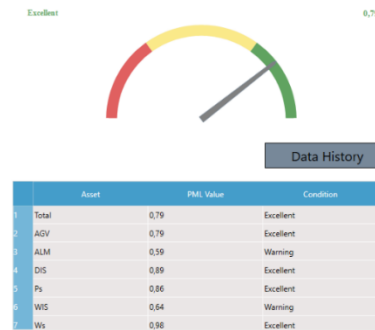 Excellent 0,79
Data History
Asset PML Value Condition
1 Total 0,79 Excellent
2 AGV 0,79 Excellent
3 ALM 0,59 Warning
4 DIS 0,89 Excellent
5 Ps 0,86 Excellent
6 WIS 0,64 Warning
7 Ws 0,98 Excellent